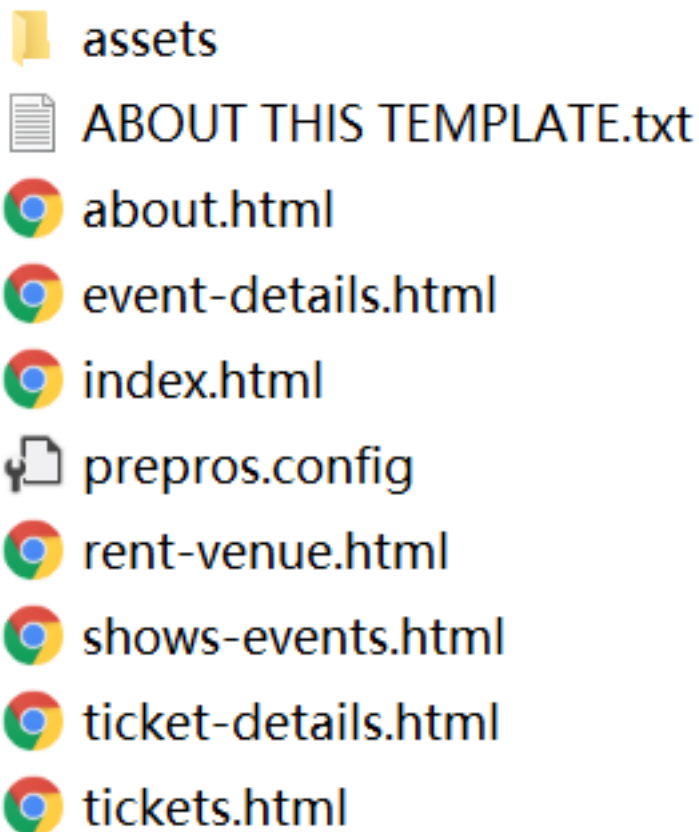 assets
ABOUT THIS TEMPLATE.txt
about.html
event-details.html
index.html
prepros.config
rent-venue.html
shows-events.html
ticket-details.html
tickets.html